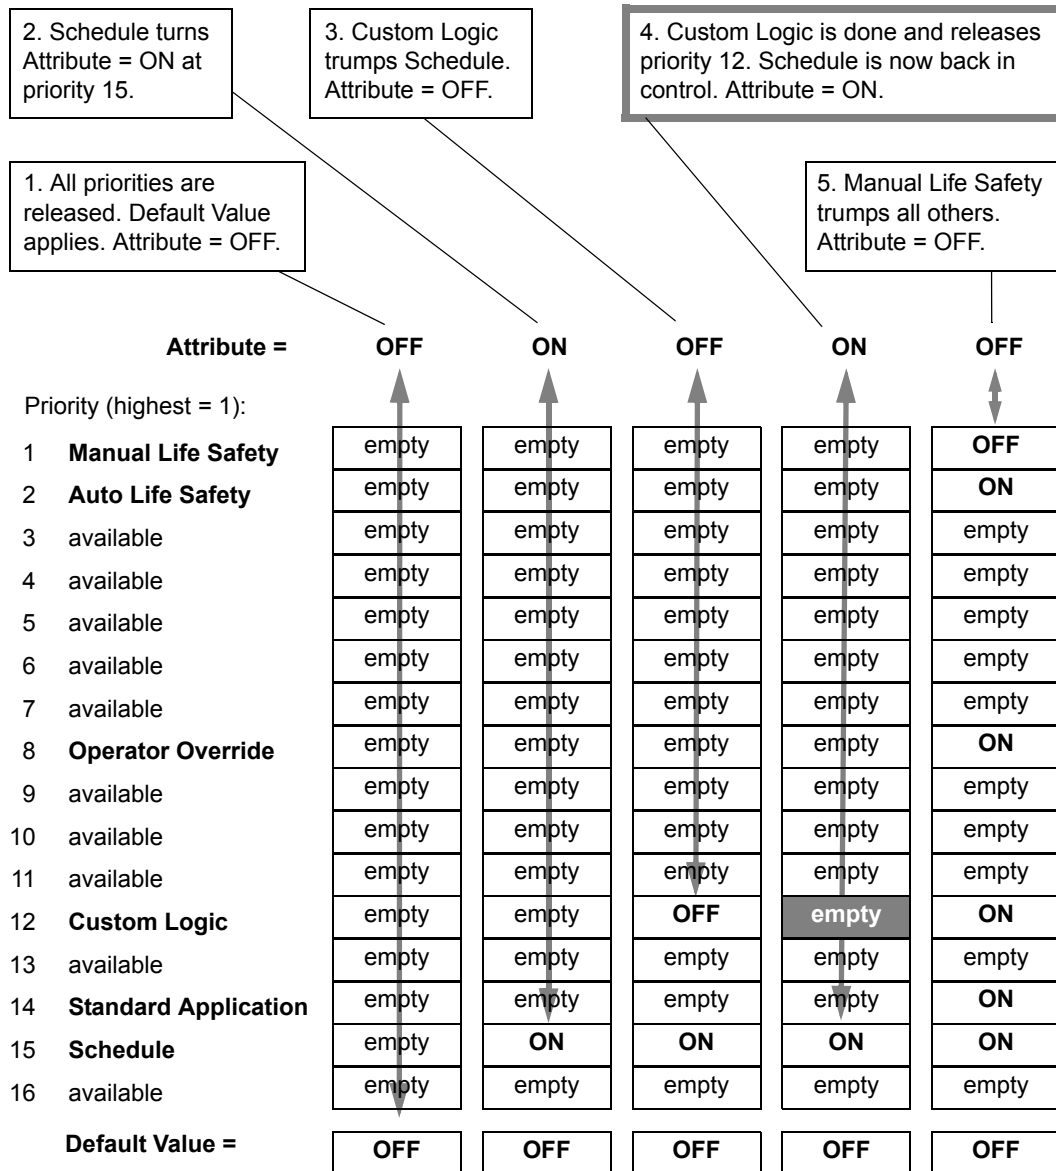 2. Schedule turns
Attribute = ON at
priority 15.
3. Custom Logic
trumps Schedule.
Attribute = OFF.
4. Custom Logic is done and releases
priority 12. Schedule is now back in
control. Attribute = ON.
1. All priorities are
released. Default Value
applies. Attribute = OFF.
5. Manual Life Safety
trumps all others.
Attribute = OFF.
Attribute = OFF ON OFF ON OFF
Priority (highest = 1):
1 Manual Life Safety empty empty empty empty OFF
2 Auto Life Safety empty empty empty empty ON
3 available empty empty empty empty empty
4 available empty empty empty empty empty
5 available empty empty empty empty empty
6 available empty empty empty empty empty
7 available empty empty empty empty empty
8 Operator Override empty empty empty empty ON
9 available empty empty empty empty empty
10 available empty empty empty empty empty
11 available empty empty empty empty empty
12 Custom Logic empty empty OFF empty ON
13 available empty empty empty empty empty
14 Standard Application empty empty empty empty ON
15 Schedule empty ON ON ON ON
16 available empty empty empty empty empty
Default Value = OFF OFF OFF OFF OFF